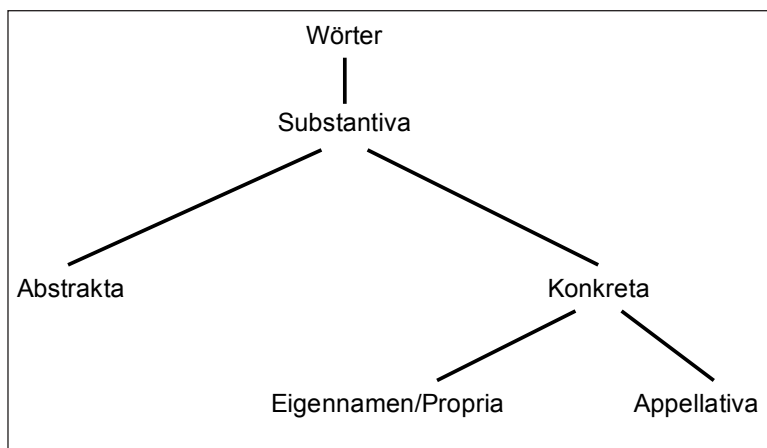 Wörter
Substantiva
Abstrakta
Konkreta
Eigennamen/Propria
Appellativa